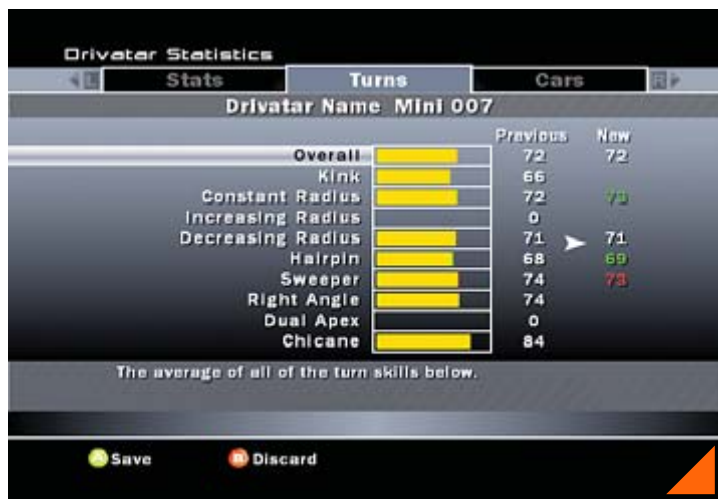 Drivatar Statistics
L Stats Turns Cars R
Drivatar Name Mini 007
Previous New
Overall 72 72
Kink 66
Constant Radius 72 73
Increasing Radius 0
Decreasing Radius 71 71
Hairpin 68 69
Sweeper 74 73
Right Angle 74
Dual Apex 0
Chicane 84
The average of all of the turn skills below.
A Save B Discard